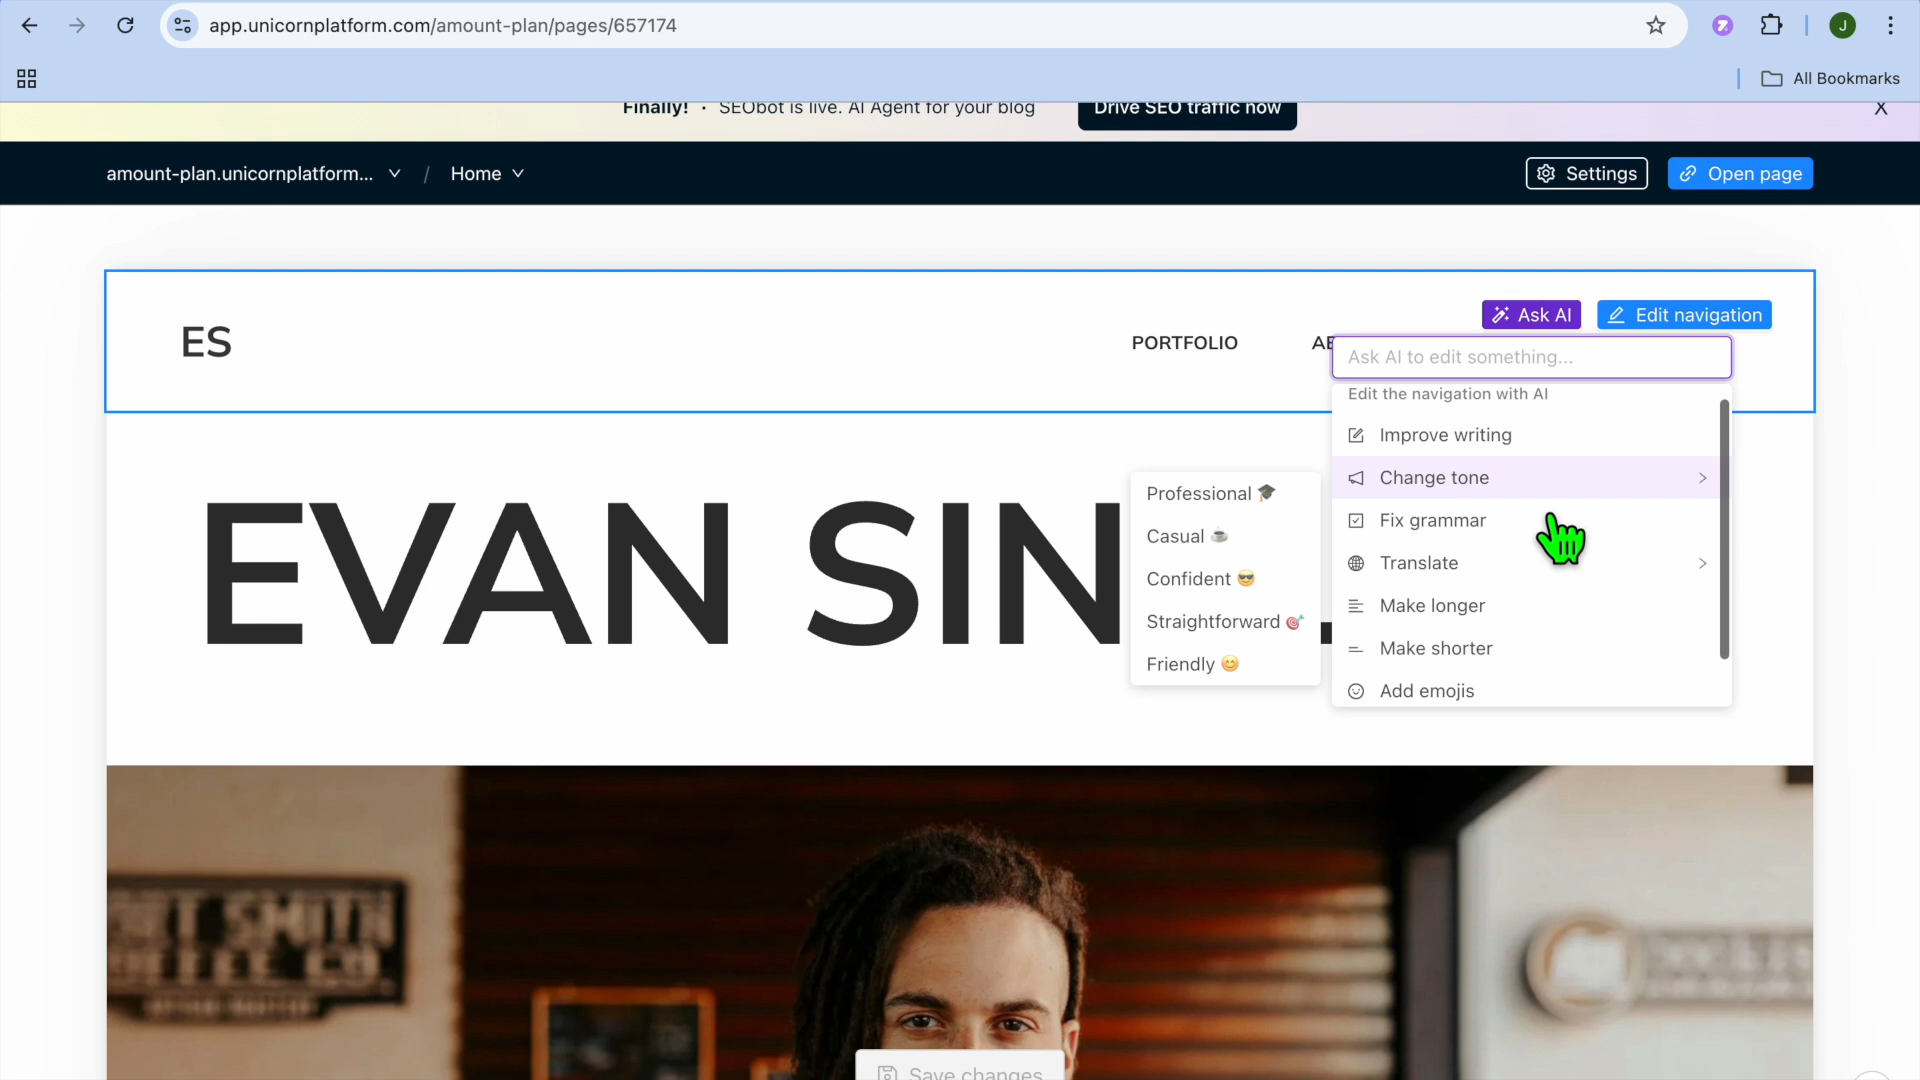 app.unicornplatform.com/amount-plan/pages/657174
J
All Bookmarks
Finally! · SEObot is live. AI Agent for your blog
Drive SEO traffic now
X
amount-plan.unicornplatform... / Home
Settings
Open page
Ask AI
Edit navigation
ES
PORTFOLIO
Ask AI to edit something...
Edit the navigation with AI
Improve writing
Change tone
Fix grammar
Translate
Make longer
Make shorter
Add emojis
Professional 🎓
Casual ☕
Confident 😎
Straightforward 🎯
Friendly 😊
EVAN SIN
SMITH
COFFEE CO.
Save changes